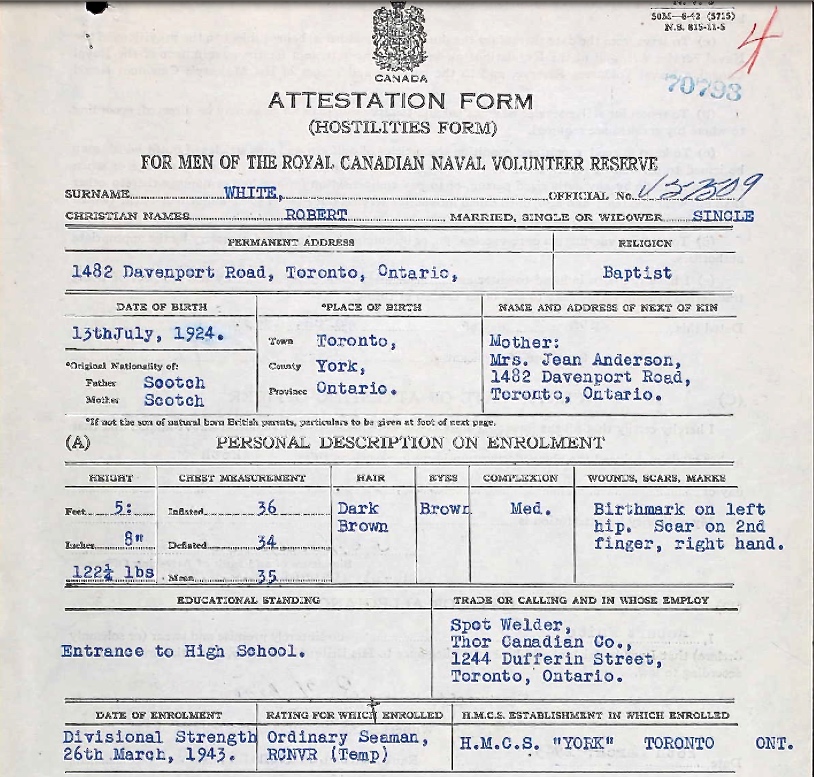 50M—6-42 (5715)
N.S. 815-11-5
4
70793
CANADA
ATTESTATION FORM
(HOSTILITIES FORM)
FOR MEN OF THE ROYAL CANADIAN NAVAL VOLUNTEER RESERVE
SURNAME WHITE, OFFICIAL No. V55309
CHRISTIAN NAMES ROBERT MARRIED, SINGLE OR WIDOWER SINGLE
PERMANENT ADDRESS RELIGION
1482 Davenport Road, Toronto, Ontario, Baptist
DATE OF BIRTH *PLACE OF BIRTH NAME AND ADDRESS OF NEXT OF KIN
13thJuly, 1924. Town Toronto, Mother:
*Original Nationality of: County York, Mrs. Jean Anderson,
Father Scotch Province Ontario. 1482 Davenport Road,
Mother Scotch Toronto, Ontario.
*If not the son of natural born British parents, particulars to be given at foot of next page.
(A) PERSONAL DESCRIPTION ON ENROLMENT
HEIGHT CHEST MEASUREMENT HAIR EYES COMPLEXION WOUNDS, SCARS, MARKS
Feet 5: Inflated 36 Dark Brown Med. Birthmark on left
Brown hip. Scar on 2nd
Inches 8" Deflated 34 finger, right hand.
122½ lbs Mean 35
EDUCATIONAL STANDING TRADE OR CALLING AND IN WHOSE EMPLOY
Spot Welder,
Thor Canadian Co.,
Entrance to High School. 1244 Dufferin Street,
Toronto, Ontario.
DATE OF ENROLMENT RATING FOR WHICH ENROLLED H.M.C.S. ESTABLISHMENT IN WHICH ENROLLED
Divisional Strength Ordinary Seaman, H.M.C.S. "YORK" TORONTO ONT.
26th March, 1943. RCNVR (Temp)